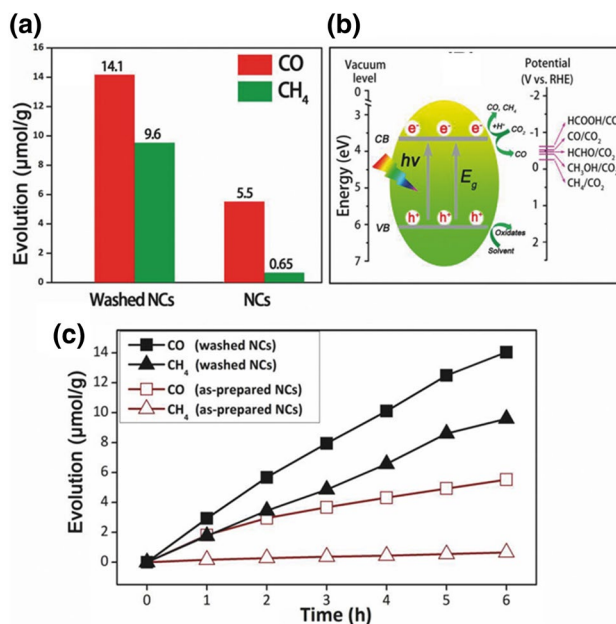 (a)
16
14
12
10
8
6
4
2
0
Evolution (µmol/g)
CO
CH4
14.1
9.6
5.5
0.65
Washed NCs
NCs
(b)
Vacuum
level
Potential
(V vs. RHE)
0
3
4
5
6
7
Energy (eV)
CB
VB
e- e- e-
hv
Eg
h+ h+ h+
CO, CH4
+H+
CO2
CO
Oxidates
Solvent
-2
-1
0
1
2
HCOOH/CO
CO/CO2
HCHO/CO2
CH3OH/CO
CH4/CO2
(c)
14
12
10
8
6
4
2
0
Evolution (µmol/g)
CO (washed NCs)
CH4 (washed NCs)
CO (as-prepared NCs)
CH4 (as-prepared NCs)
0 1 2 3 4 5 6
Time (h)